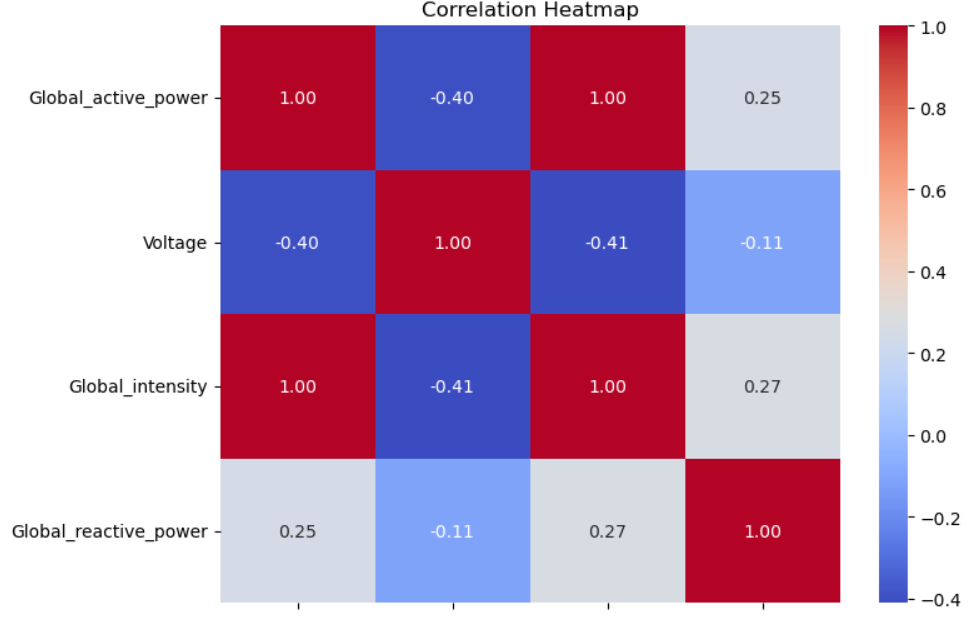 Correlation Heatmap
Global_active_power 1.00 -0.40 1.00 0.25
Voltage -0.40 1.00 -0.41 -0.11
Global_intensity 1.00 -0.41 1.00 0.27
Global_reactive_power 0.25 -0.11 0.27 1.00
1.0
0.8
0.6
0.4
0.2
0.0
−0.2
−0.4